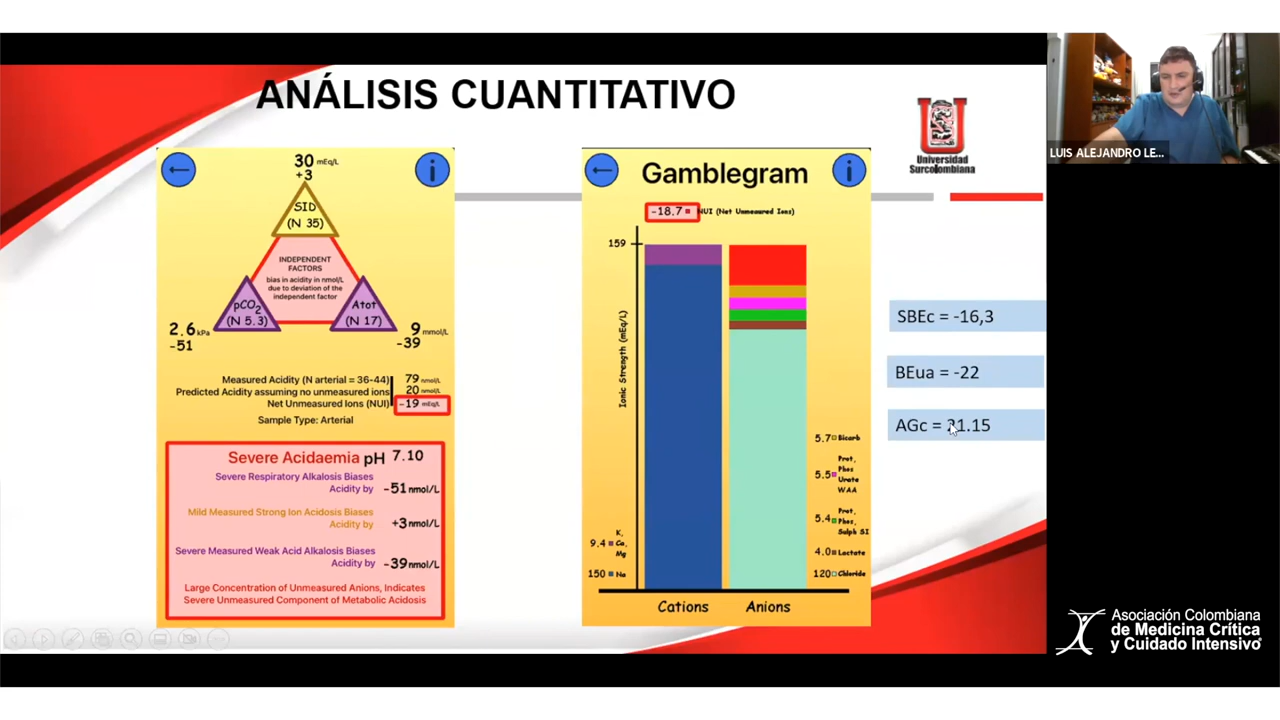 ANÁLISIS CUANTITATIVO
Universidad
Surcolombiana
LUIS ALEJANDRO LE...
30 mEq/L
+3
SID
(N 35)
INDEPENDENT
FACTORS
bias in acidity in nmol/L
due to deviation of the
independent factor
pCO2
(N 5.3)
Atot
(N 17)
2.6 kPa
-51
9 mmol/L
-39
Measured Acidity (N arterial = 36-44) 79 nmol/L
Predicted Acidity assuming no unmeasured ions 20 nmol/L
Net Unmeasured Ions (NUI) -19 mEq/L
Sample Type: Arterial
Severe Acidaemia pH 7.10
Severe Respiratory Alkalosis Biases
Acidity by -51 nmol/L
Mild Measured Strong Ion Acidosis Biases
Acidity by +3 nmol/L
Severe Measured Weak Acid Alkalosis Biases
Acidity by -39 nmol/L
Large Concentration of Unmeasured Anions, Indicates
Severe Unmeasured Component of Metabolic Acidosis
Gamblegram
-18.7 NUI (Net Unmeasured Ions)
159
Ionic Strength (mEq/L)
9.4 K,
Ca,
Mg
150 Na
5.7 Bicarb
5.5 Prot,
Phos
Urate
WAA
5.4 Prot,
Phos,
Sulph SI
4.0 Lactate
120 Chloride
Cations Anions
SBEc = -16,3
BEua = -22
AGc = 21.15
Asociación Colombiana
de Medicina Crítica
y Cuidado Intensivo